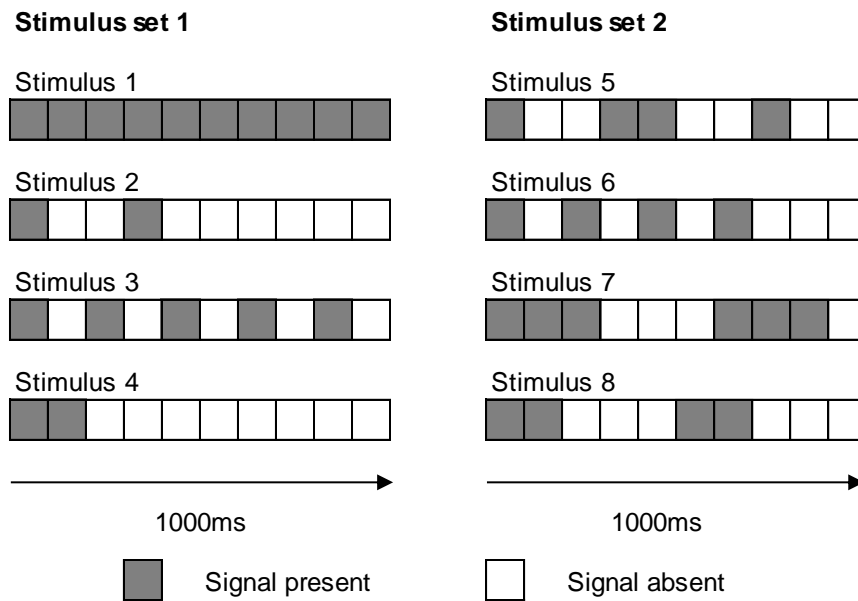 Stimulus set 1
Stimulus set 2
Stimulus 1
Stimulus 5
Stimulus 2
Stimulus 6
Stimulus 3
Stimulus 7
Stimulus 4
Stimulus 8
1000ms
1000ms
Signal present
Signal absent